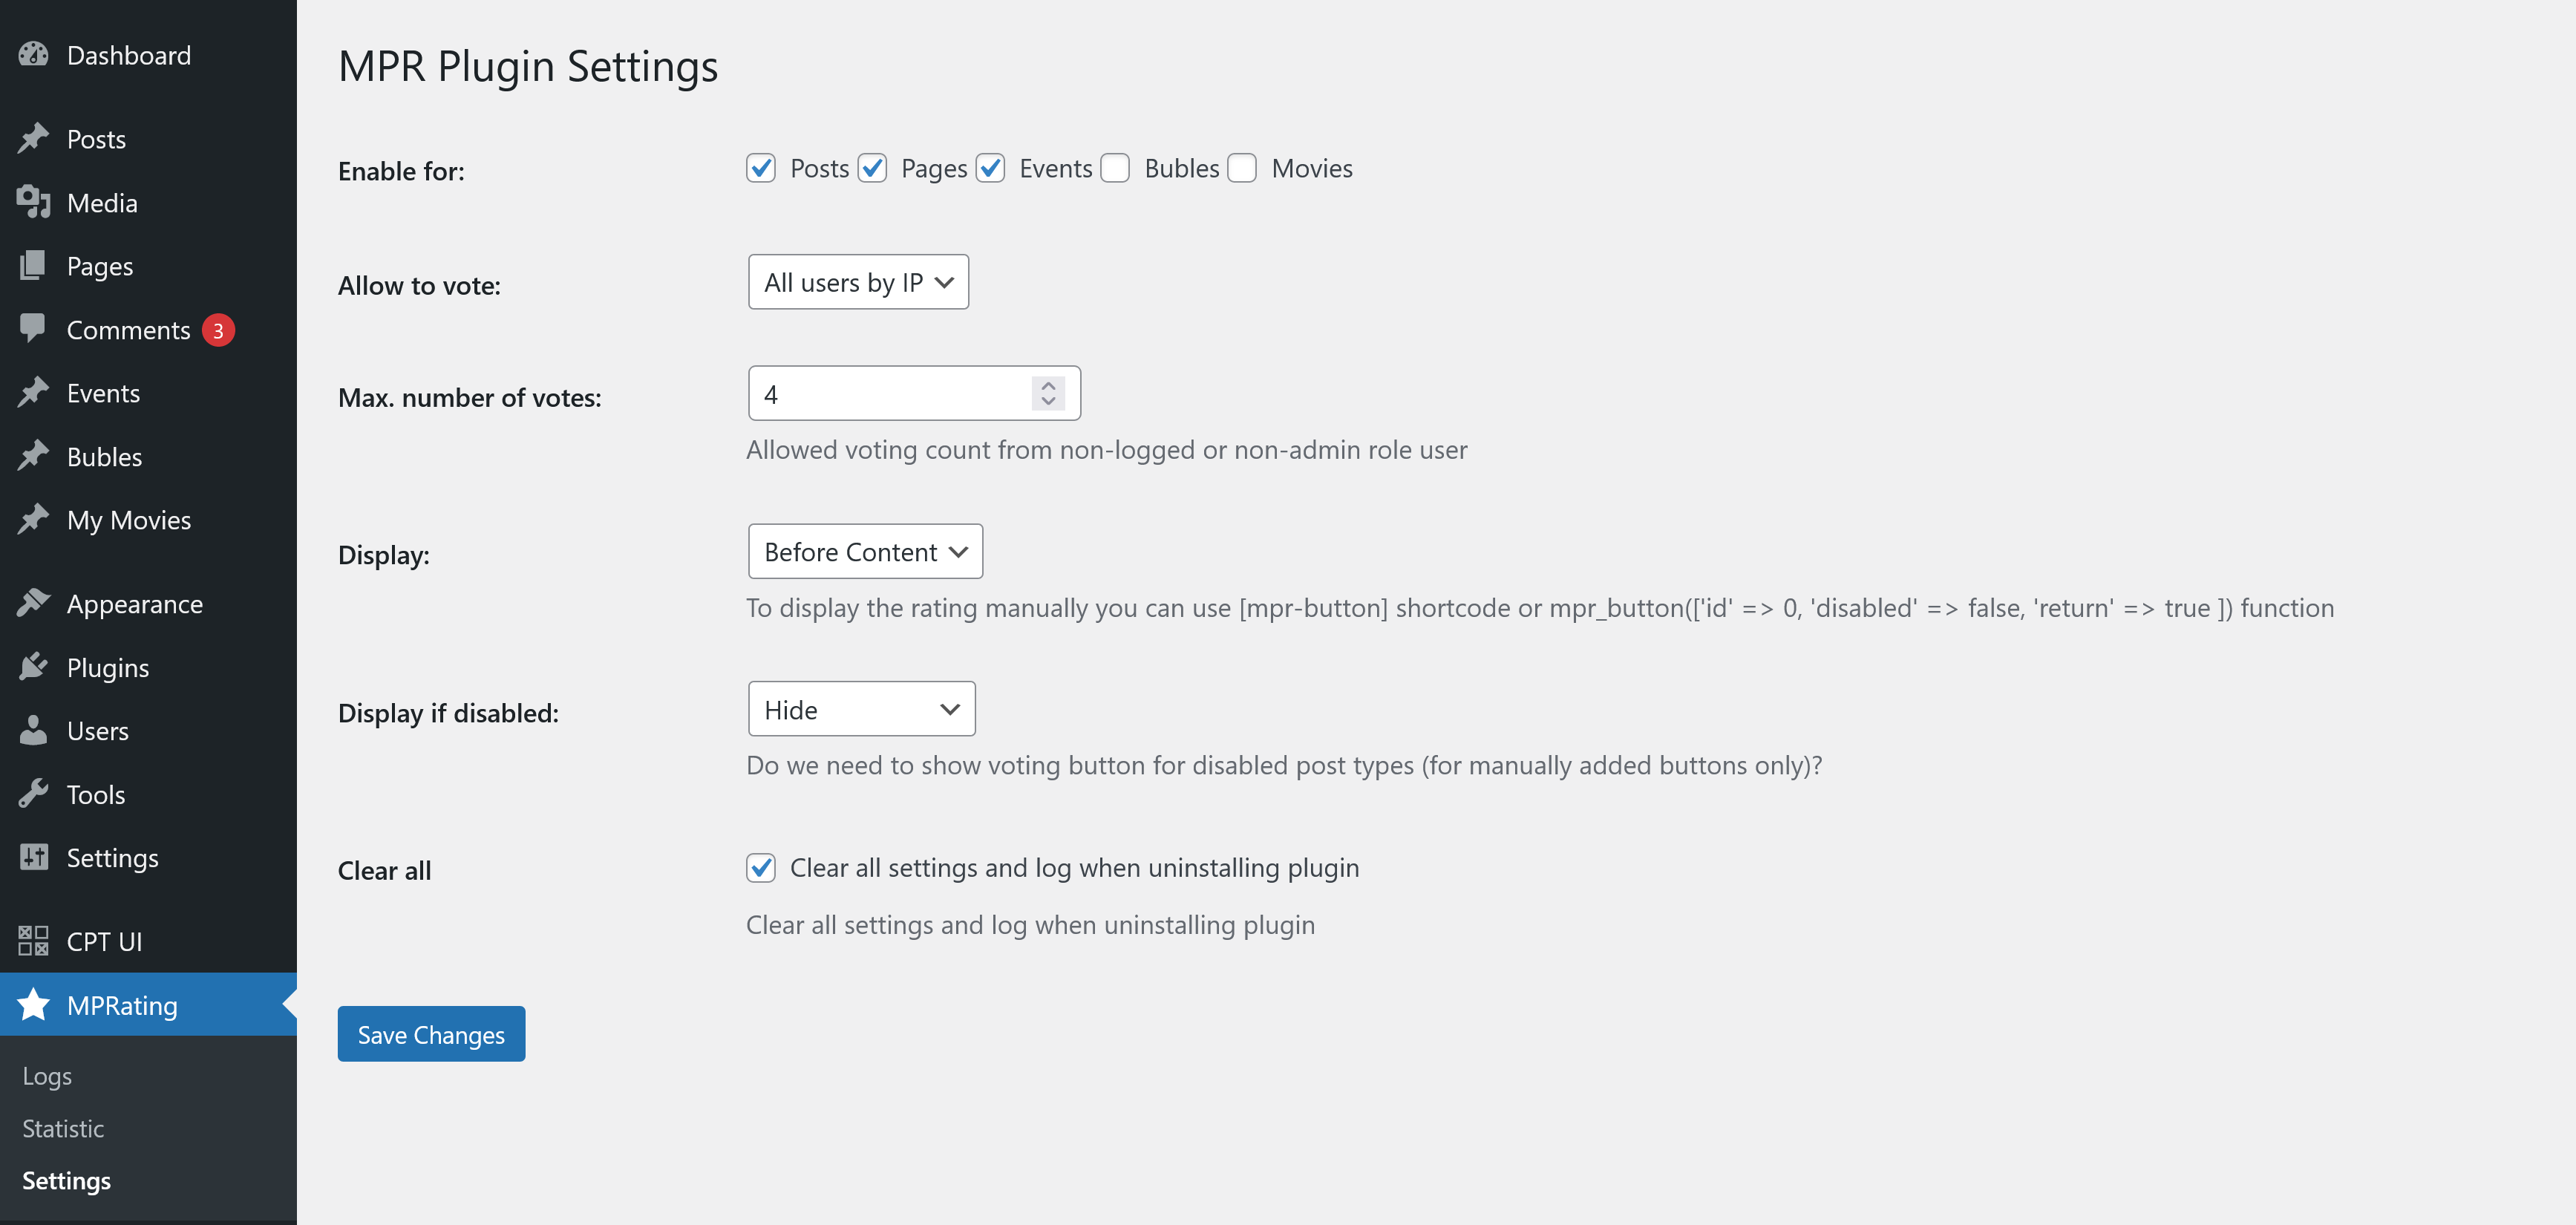 Dashboard
Posts
Media
Pages
Comments 3
Events
Bubles
My Movies
Appearance
Plugins
Users
Tools
Settings
CPT UI
MPRating
Logs
Statistic
Settings
MPR Plugin Settings
Enable for: Posts Pages Events Bubles Movies
Allow to vote: All users by IP
Max. number of votes: 4
Allowed voting count from non-logged or non-admin role user
Display: Before Content
To display the rating manually you can use [mpr-button] shortcode or mpr_button(['id' => 0, 'disabled' => false, 'return' => true ]) function
Display if disabled: Hide
Do we need to show voting button for disabled post types (for manually added buttons only)?
Clear all Clear all settings and log when uninstalling plugin
Clear all settings and log when uninstalling plugin
Save Changes